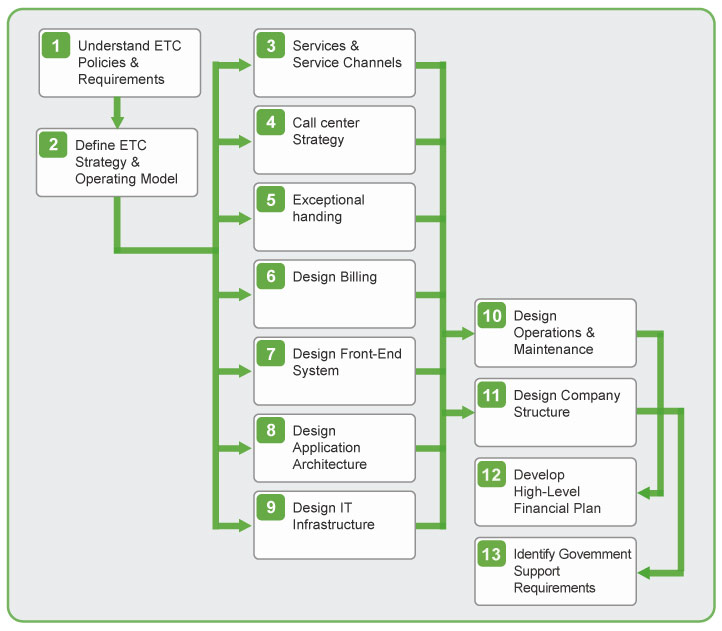 1
Understand ETC
Policies &
Requirements
2
Define ETC
Strategy &
Operating Model
3
Services &
Service Channels
4
Call center
Strategy
5
Exceptional
handing
6
Design Billing
7
Design Front-End
System
8
Design
Application
Architecture
9
Design IT
Infrastructure
10
Design
Operations &
Maintenance
11
Design Company
Structure
12
Develop
High-Level
Financial Plan
13
Identify Government
Support
Requirements